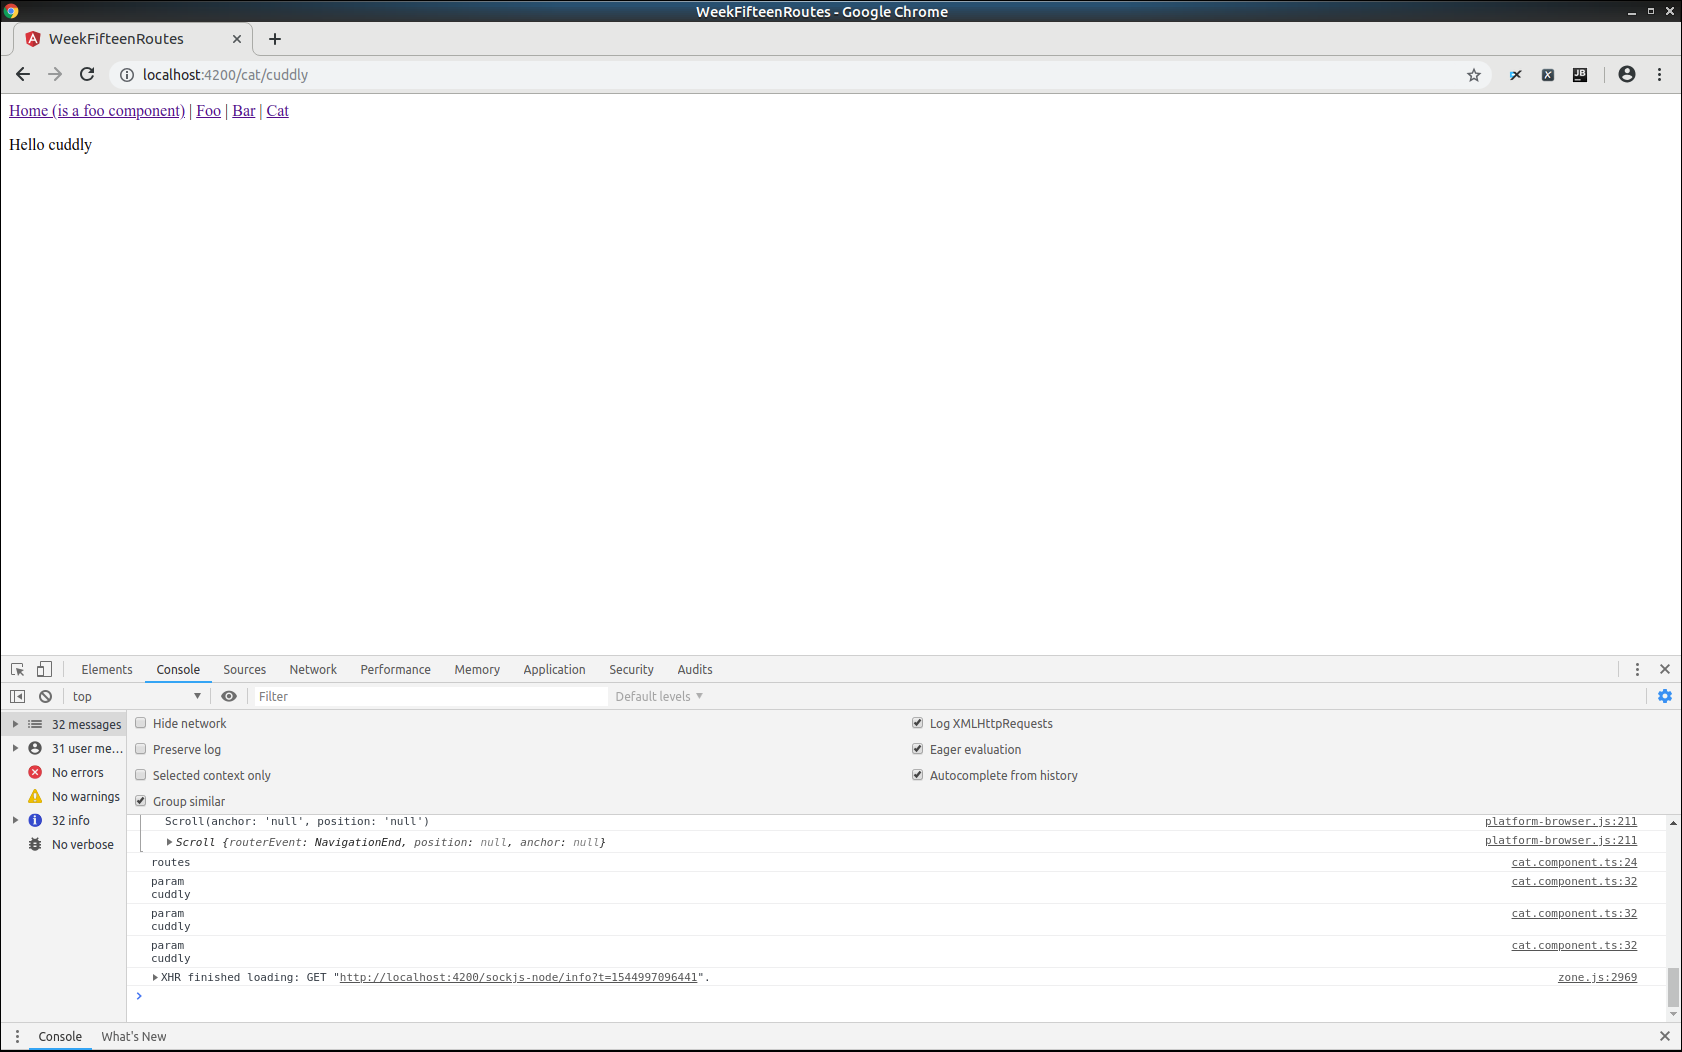 WeekFifteenRoutes - Google Chrome
WeekFifteenRoutes
localhost:4200/cat/cuddly
JB
Home (is a foo component) | Foo | Bar | Cat
Hello cuddly
Elements Console Sources Network Performance Memory Application Security Audits
top Filter Default levels
32 messages
31 user me...
No errors
No warnings
32 info
No verbose
Hide network Log XMLHttpRequests
Preserve log Eager evaluation
Selected context only Autocomplete from history
Group similar
Scroll(anchor: 'null', position: 'null') platform-browser.js:211
Scroll {routerEvent: NavigationEnd, position: null, anchor: null} platform-browser.js:211
routes cat.component.ts:24
param cat.component.ts:32
cuddly
param cat.component.ts:32
cuddly
param cat.component.ts:32
cuddly
XHR finished loading: GET "http://localhost:4200/sockjs-node/info?t=1544997096441". zone.js:2969
Console What's New